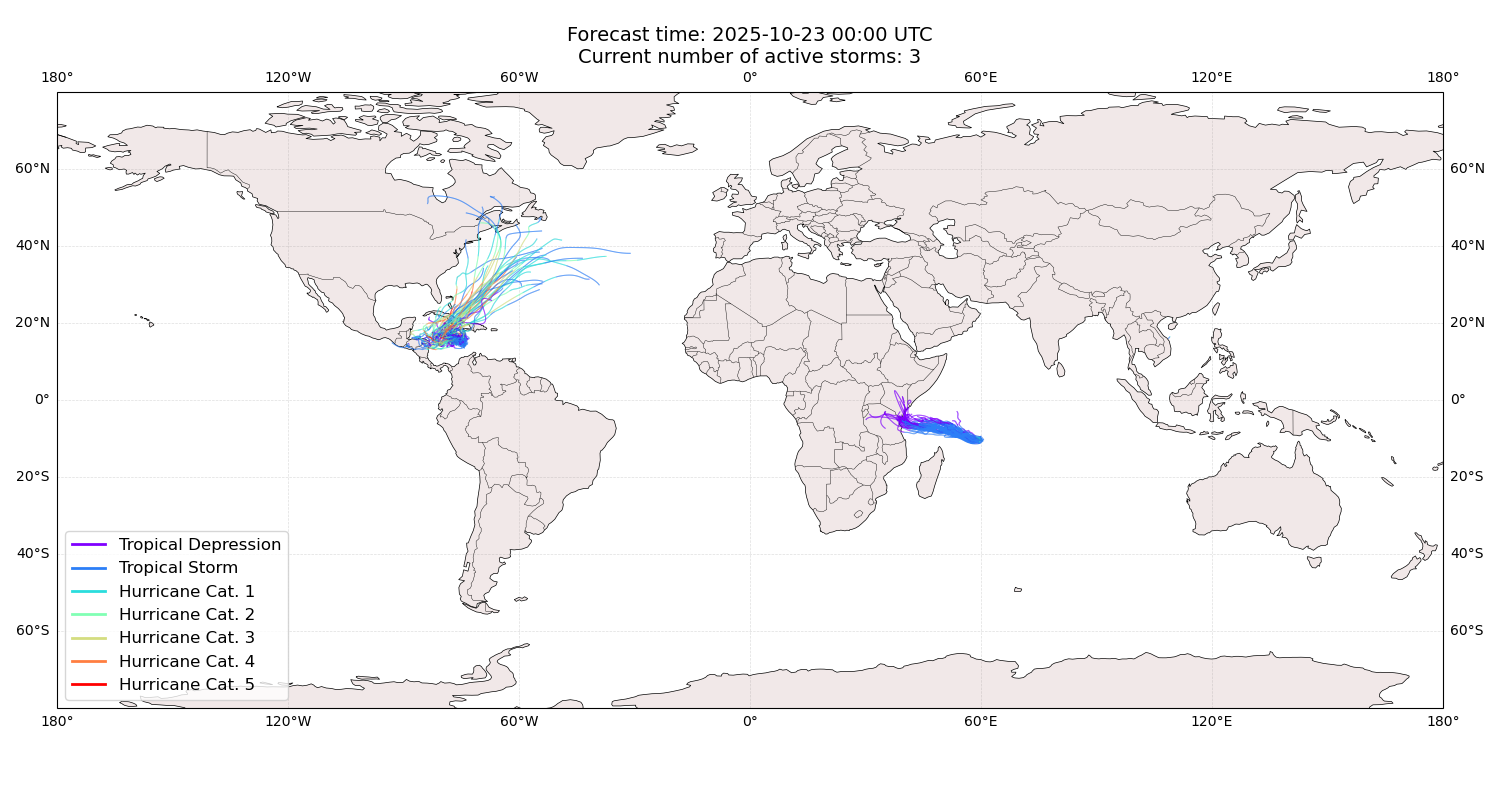 Forecast time: 2025-10-23 00:00 UTC
Current number of active storms: 3
180° 120°W 60°W 0° 60°E 120°E 180°
60°N 60°N
40°N 40°N
20°N 20°N
0° 0°
20°S 20°S
40°S 40°S
60°S 60°S
Tropical Depression
Tropical Storm
Hurricane Cat. 1
Hurricane Cat. 2
Hurricane Cat. 3
Hurricane Cat. 4
Hurricane Cat. 5
180° 120°W 60°W 0° 60°E 120°E 180°